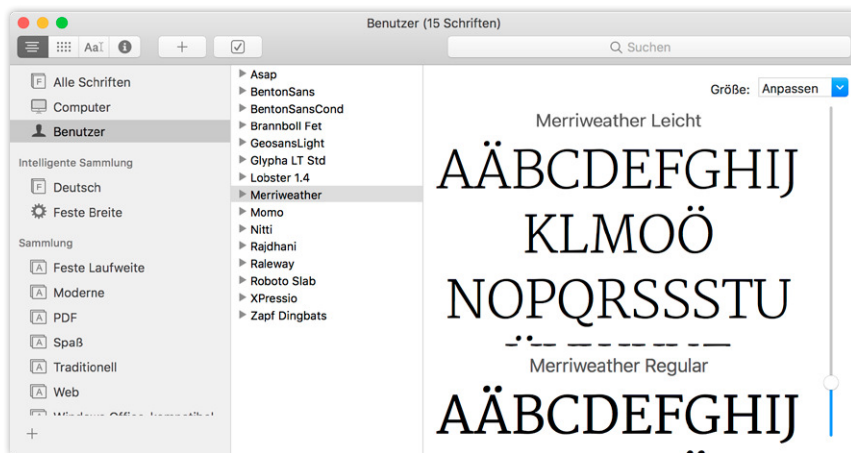 Benutzer (15 Schriften)
AaI
+
Suchen
Alle Schriften
Computer
Benutzer
Intelligente Sammlung
Deutsch
Feste Breite
Sammlung
Feste Laufweite
Moderne
PDF
Spaß
Traditionell
Web
+
Asap
BentonSans
BentonSansCond
Brannboll Fet
GeosansLight
Glypha LT Std
Lobster 1.4
Merriweather
Momo
Nitti
Rajdhani
Raleway
Roboto Slab
XPressio
Zapf Dingbats
Größe: Anpassen
Merriweather Leicht
AÄBCDEFGHIJ
KLMOÖ
NOPQRSSSTU
Merriweather Regular
AÄBCDEFGHIJ